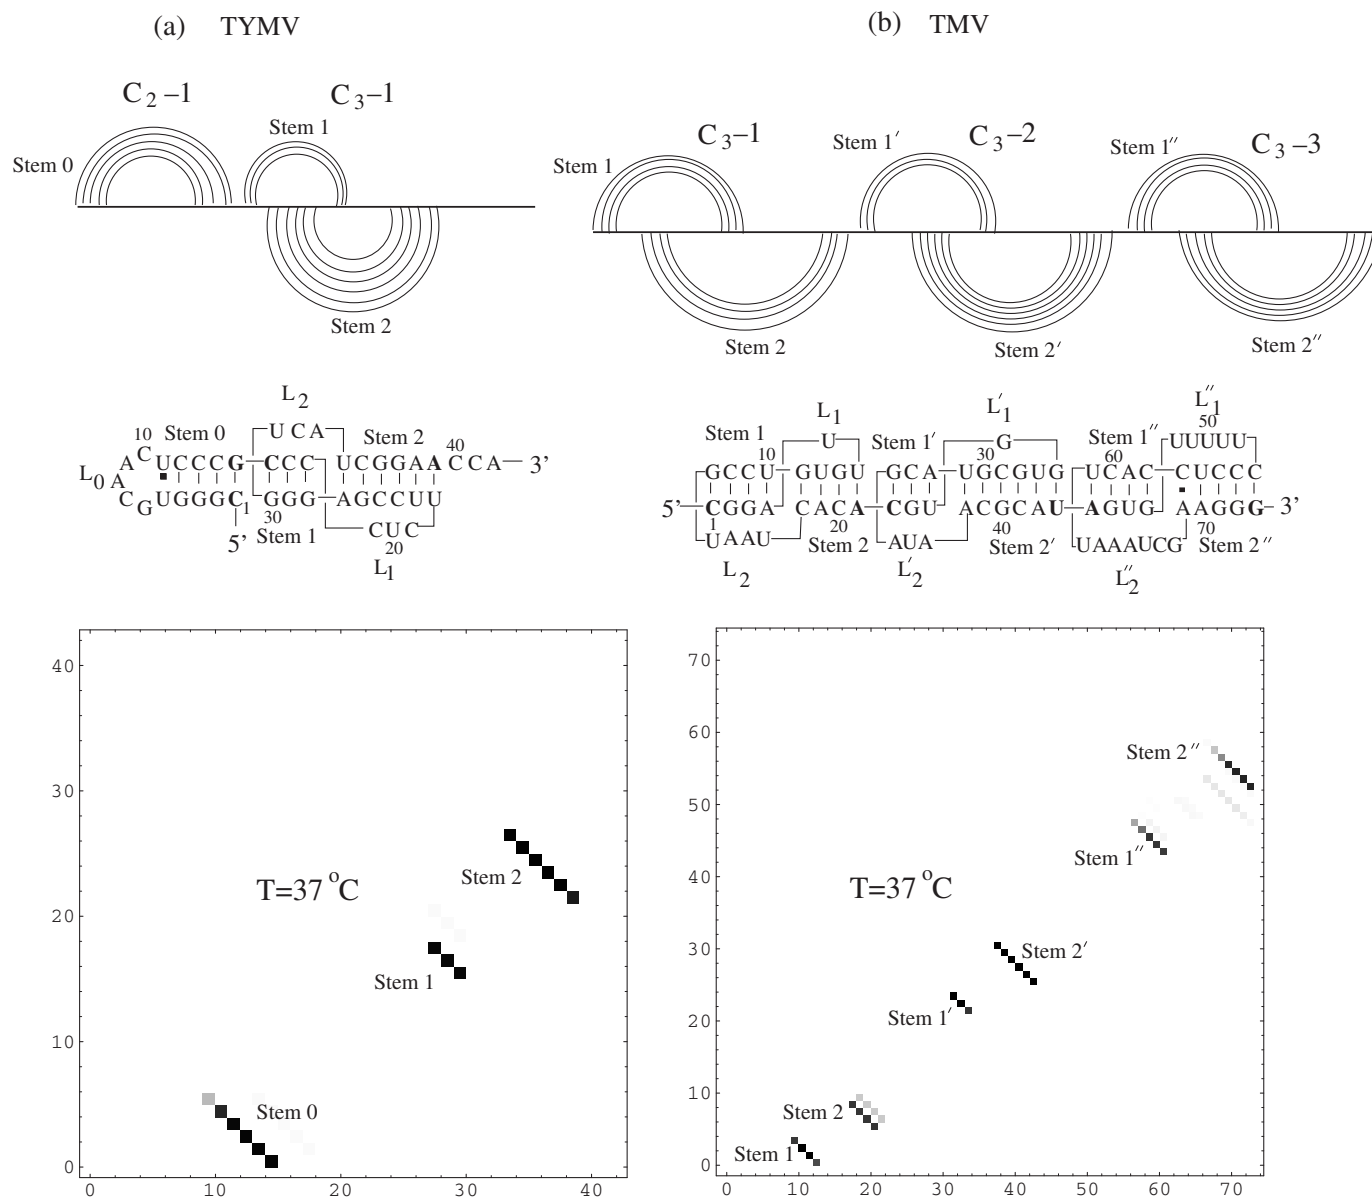 (a) TYMV
(b) TMV
C2-1
C3-1
Stem 0
Stem 1
Stem 2
C3-1
C3-2
C3-3
Stem 1
Stem 1′
Stem 1″
Stem 2
Stem 2′
Stem 2″
L2
10 Stem 0 U C A Stem 2 40
A C U C C C G C C C U C G G A A C C A 3'
L0 A
C G U G G G C G G G A G C C U U
1 30 C U C
5' Stem 1 20
L1
L1 L′1 L″1
Stem 1 10 U Stem 1′ G 30 Stem 1″ 60 50 UUUUU
G C C U G U G U G C A U G C G U G U C A C C U C C C
5' C G G A C A C A C G U A C G C A U A G U G A A G G G 3'
1 UAAU 20 Stem 2 AUA 40 Stem 2′ UAAAUCG 70 Stem 2″
L2 L′2 L″2
40
30
20
10
0
T=37 °C
Stem 2
Stem 1
Stem 0
0 10 20 30 40
70
60
50
40
30
20
10
0
T=37 °C
Stem 2″
Stem 1″
Stem 2′
Stem 1′
Stem 2
Stem 1
0 10 20 30 40 50 60 70